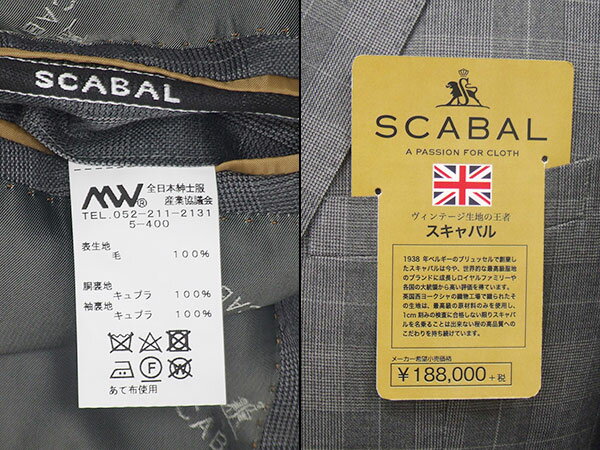 SCABAL
MW® 全日本紳士服
産業協議会
TEL.052-211-2131
5-400
表生地
毛 100%
胴裏地
キュプラ 100%
袖裏地
キュプラ 100%
あて布使用
SCABAL
SCABAL
A PASSION FOR CLOTH
ヴィンテージ生地の王者
スキャバル
1938年ベルギーのブリュッセルで創業し
たスキャバルは今や、世界的な最高級服地
のブランドに成長しロイヤルファミリーや
各国の大統領から高い評価を得ています。
英国西ヨークシャの織物工場で織られたそ
の生地は、最高級の原材料のみを使用し、
1cm刻みの検査に合格しない限りスキャバル
を名乗ることは出来ない程の高品質への
こだわりを持ち続けています。
メーカー希望小売価格
¥188,000+税